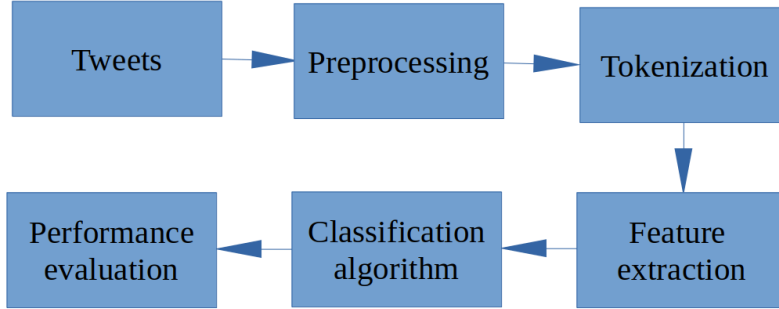 Tweets
Preprocessing
Tokenization
Feature
extraction
Classification
algorithm
Performance
evaluation